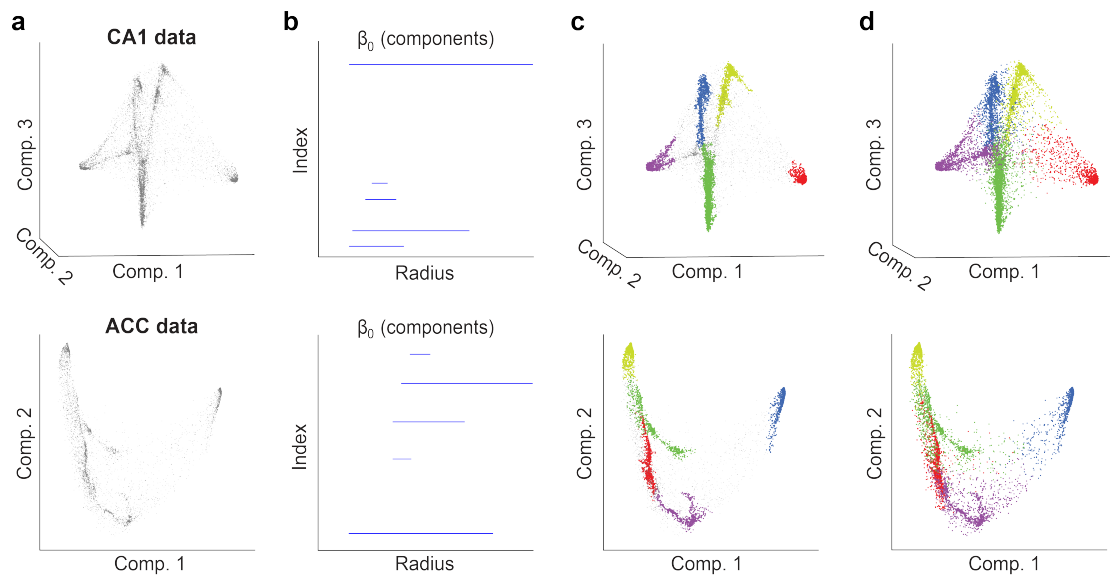 a
CA1 data
Comp. 3
Comp. 2
Comp. 1
b
β₀ (components)
Index
Radius
c
Comp. 3
Comp. 2
Comp. 1
d
Comp. 3
Comp. 2
Comp. 1
ACC data
Comp. 2
Comp. 1
β₀ (components)
Index
Radius
Comp. 2
Comp. 1
Comp. 2
Comp. 1